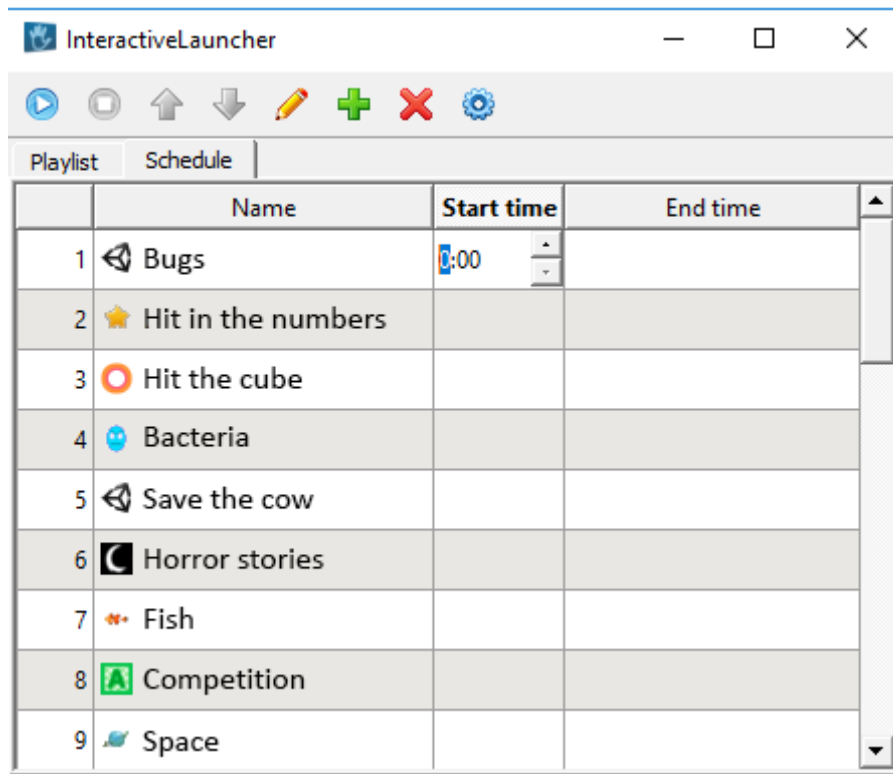 InteractiveLauncher
Playlist Schedule
Name Start time End time
1 Bugs 0:00
2 Hit in the numbers
3 Hit the cube
4 Bacteria
5 Save the cow
6 Horror stories
7 Fish
8 A Competition
9 Space